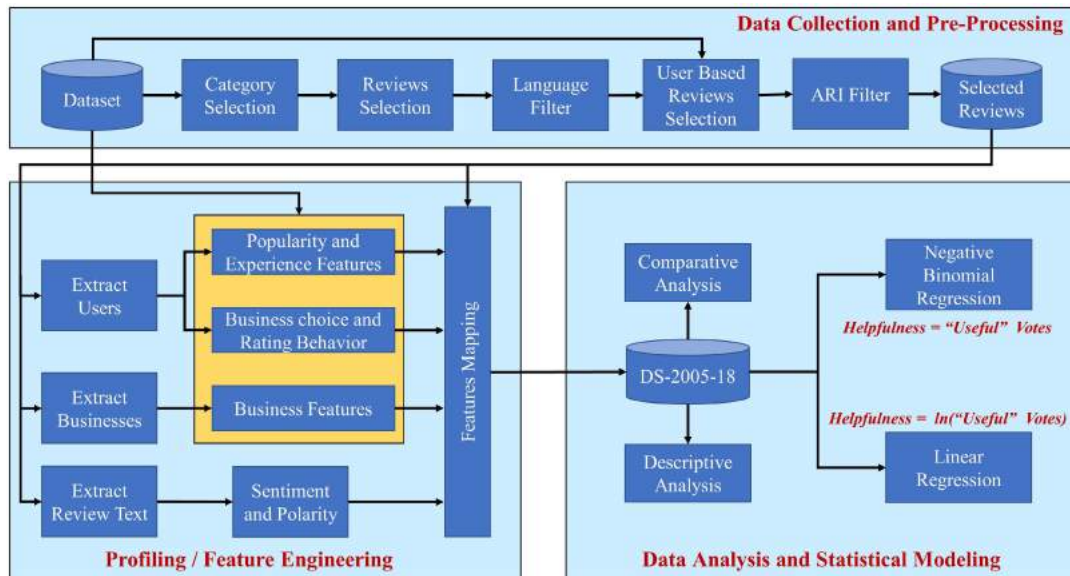 Data Collection and Pre-Processing
Dataset
Category
Selection
Reviews
Selection
Language
Filter
User Based
Reviews
Selection
ARI Filter
Selected
Reviews
Extract
Users
Popularity and
Experience Features
Business choice and
Rating Behavior
Extract
Businesses
Business Features
Extract
Review Text
Sentiment
and Polarity
Features Mapping
Profiling / Feature Engineering
Comparative
Analysis
DS-2005-18
Descriptive
Analysis
Negative
Binomial
Regression
Helpfulness = “Useful” Votes
Helpfulness = ln(“Useful” Votes)
Linear
Regression
Data Analysis and Statistical Modeling